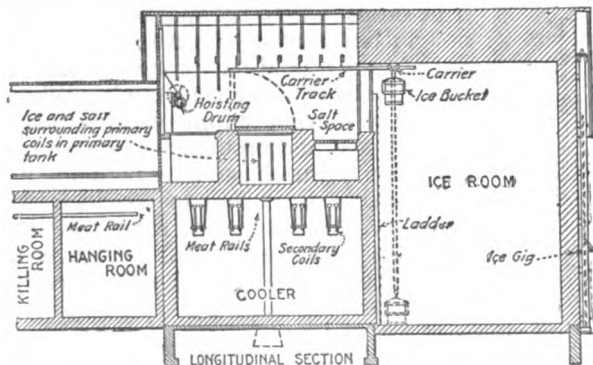 Carrier
Carrier
Track
Ice Bucket
Hoisting
Drum
Salt
Space
Ice and salt
surrounding primary
coils in primary
tank
ICE ROOM
Meat Rail
Ladder
Meat Rails
Secondary
Coils
Ice Gig
KILLING
ROOM
HANGING
ROOM
COOLER
LONGITUDINAL SECTION